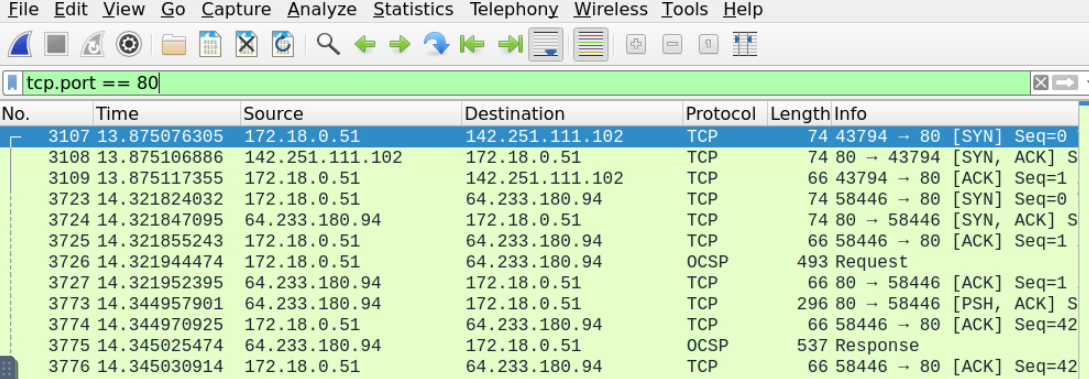 File Edit View Go Capture Analyze Statistics Telephony Wireless Tools Help
tcp.port == 80
No. Time Source Destination Protocol Length Info
3107 13.875076305 172.18.0.51 142.251.111.102 TCP 74 43794 → 80 [SYN] Seq=0
3108 13.875106886 142.251.111.102 172.18.0.51 TCP 74 80 → 43794 [SYN, ACK] S
3109 13.875117355 172.18.0.51 142.251.111.102 TCP 66 43794 → 80 [ACK] Seq=1
3723 14.321824032 172.18.0.51 64.233.180.94 TCP 74 58446 → 80 [SYN] Seq=0
3724 14.321847095 64.233.180.94 172.18.0.51 TCP 74 80 → 58446 [SYN, ACK] S
3725 14.321855243 172.18.0.51 64.233.180.94 TCP 66 58446 → 80 [ACK] Seq=1
3726 14.321944474 172.18.0.51 64.233.180.94 OCSP 493 Request
3727 14.321952395 64.233.180.94 172.18.0.51 TCP 66 80 → 58446 [ACK] Seq=1
3773 14.344957901 64.233.180.94 172.18.0.51 TCP 296 80 → 58446 [PSH, ACK] S
3774 14.344970925 172.18.0.51 64.233.180.94 TCP 66 58446 → 80 [ACK] Seq=42
3775 14.345025474 64.233.180.94 172.18.0.51 OCSP 537 Response
3776 14.345030914 172.18.0.51 64.233.180.94 TCP 66 58446 → 80 [ACK] Seq=42